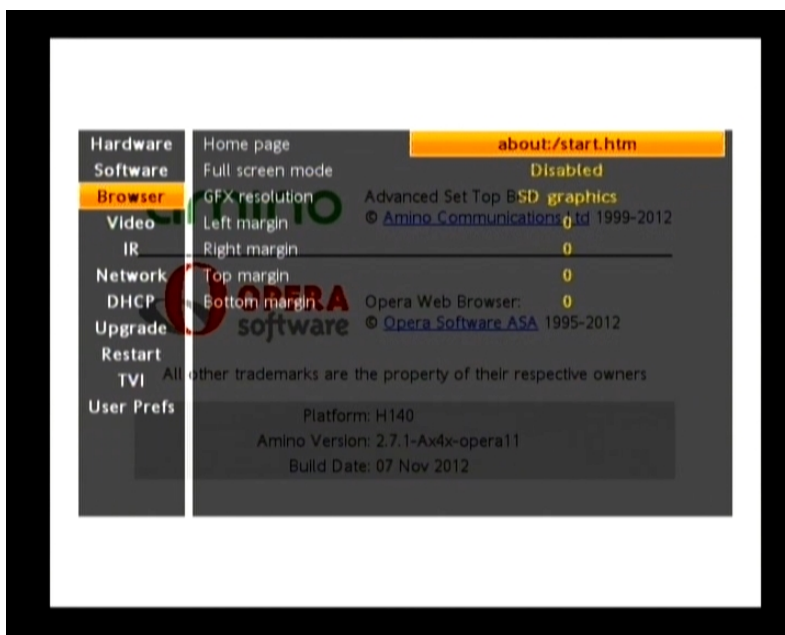 Hardware
Software
Browser
Video
IR
Network
DHCP
Upgrade
Restart
TVI
User Prefs
Home page about:/start.htm
Full screen mode Disabled
GFX resolution SD graphics
Left margin 0
Right margin 0
Top margin 0
Bottom margin 0
amino
Advanced Set Top B
© Amino Communications Ltd 1999-2012
OPERA
software
Opera Web Browser:
© Opera Software ASA 1995-2012
All other trademarks are the property of their respective owners
Platform: H140
Amino Version: 2.7.1-Ax4x-opera11
Build Date: 07 Nov 2012